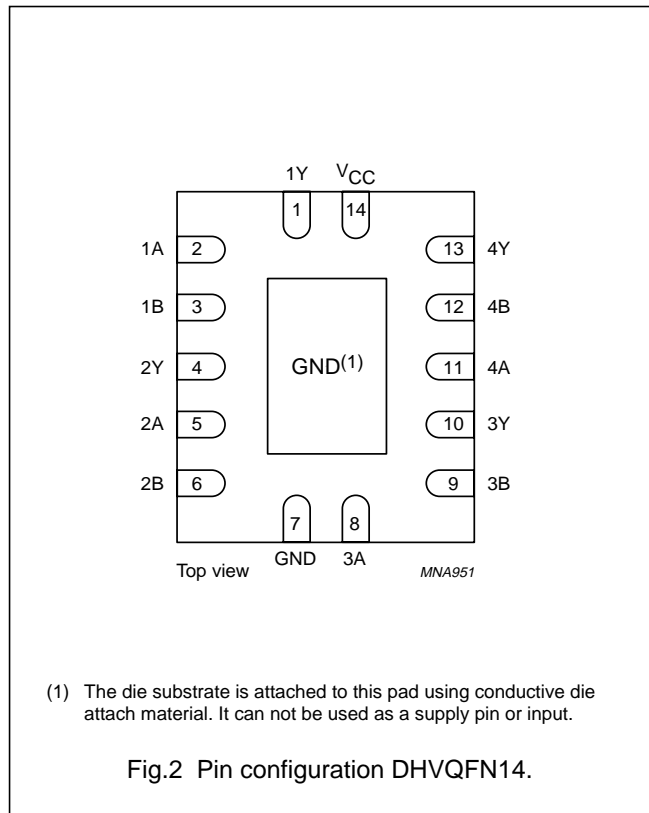 1Y VCC
1 14
1A 2 13 4Y
1B 3 12 4B
2Y 4 GND(1) 11 4A
2A 5 10 3Y
2B 6 9 3B
7 8
Top view GND 3A MNA951
(1) The die substrate is attached to this pad using conductive die
attach material. It can not be used as a supply pin or input.
Fig.2 Pin configuration DHVQFN14.